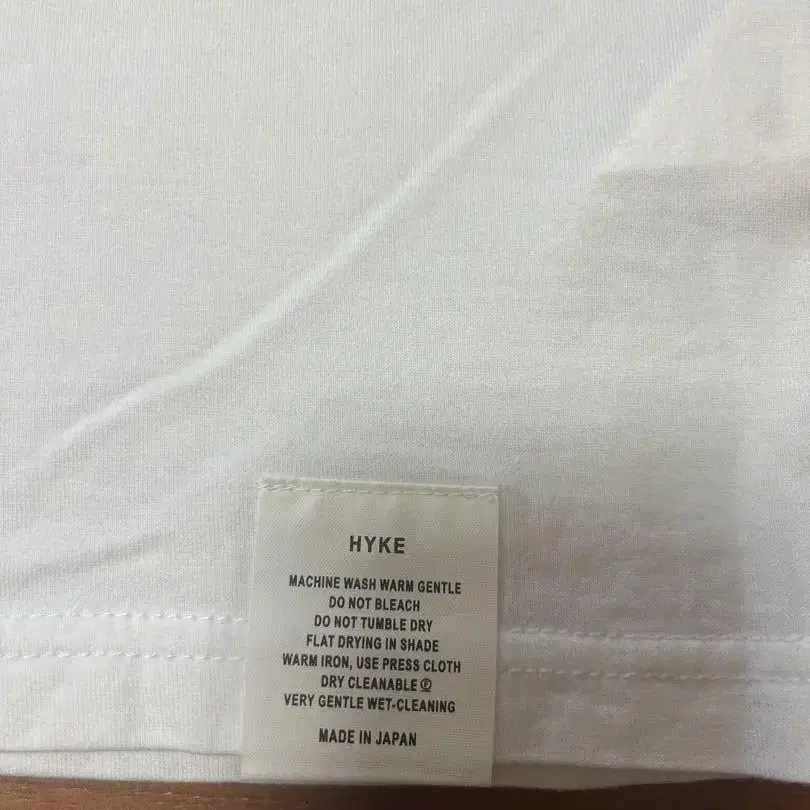 HYKE
MACHINE WASH WARM GENTLE
DO NOT BLEACH
DO NOT TUMBLE DRY
FLAT DRYING IN SHADE
WARM IRON, USE PRESS CLOTH
DRY CLEANABLE Ⓟ
VERY GENTLE WET-CLEANING
MADE IN JAPAN